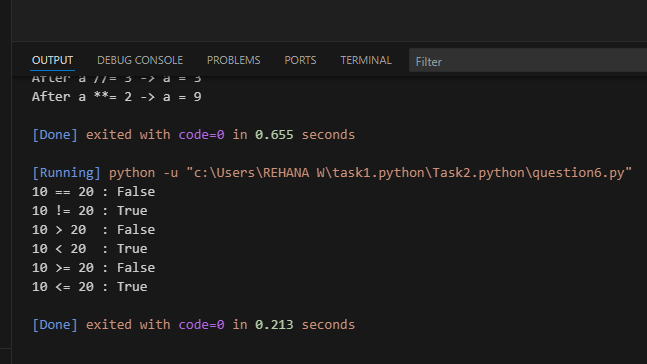 OUTPUT DEBUG CONSOLE PROBLEMS PORTS TERMINAL Filter
After a //= 3 -> a = 3
After a **= 2 -> a = 9
[Done] exited with code=0 in 0.655 seconds
[Running] python -u "c:\Users\REHANA W\task1.python\Task2.python\question6.py"
10 == 20 : False
10 != 20 : True
10 > 20  : False
10 < 20  : True
10 >= 20 : False
10 <= 20 : True
[Done] exited with code=0 in 0.213 seconds